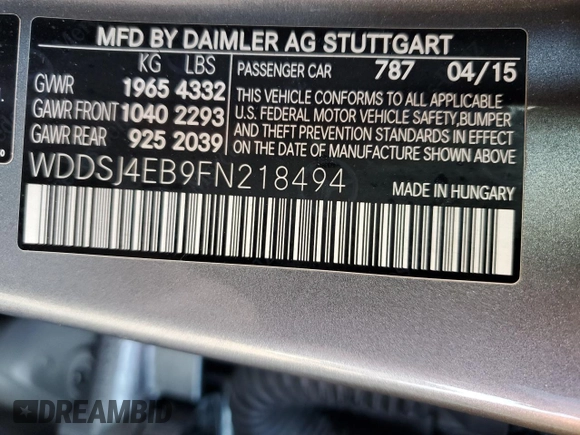 MFD BY DAIMLER AG STUTTGART
KG LBS
GVWR 1965 4332
GAWR FRONT 1040 2293
GAWR REAR 925 2039
PASSENGER CAR 787 04/15
THIS VEHICLE CONFORMS TO ALL APPLICABLE
U.S. FEDERAL MOTOR VEHICLE SAFETY,BUMPER
AND THEFT PREVENTION STANDARDS IN EFFECT
ON THE DATE OF MANUFACTURE SHOWN ABOVE
WDDSJ4EB9FN218494
MADE IN HUNGARY
DREAMBID